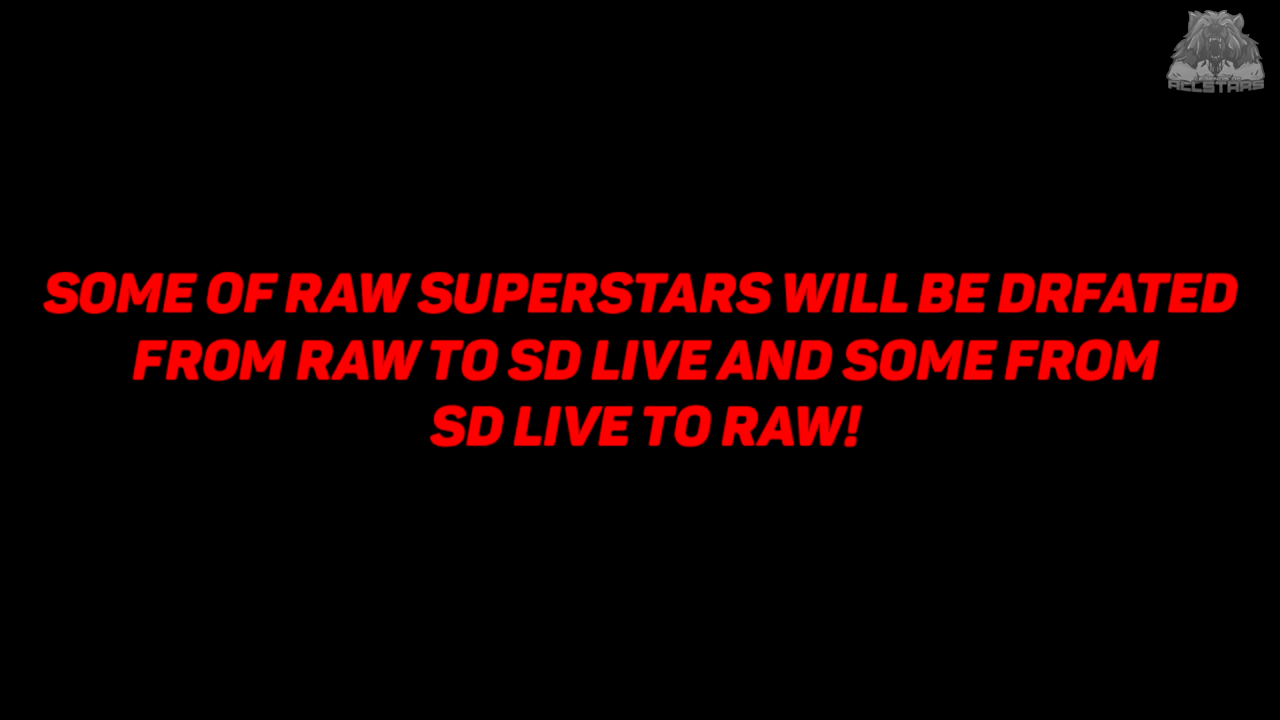 ALLSTARS
SOME OF RAW SUPERSTARS WILL BE DRFATED
FROM RAW TO SD LIVE AND SOME FROM
SD LIVE TO RAW!